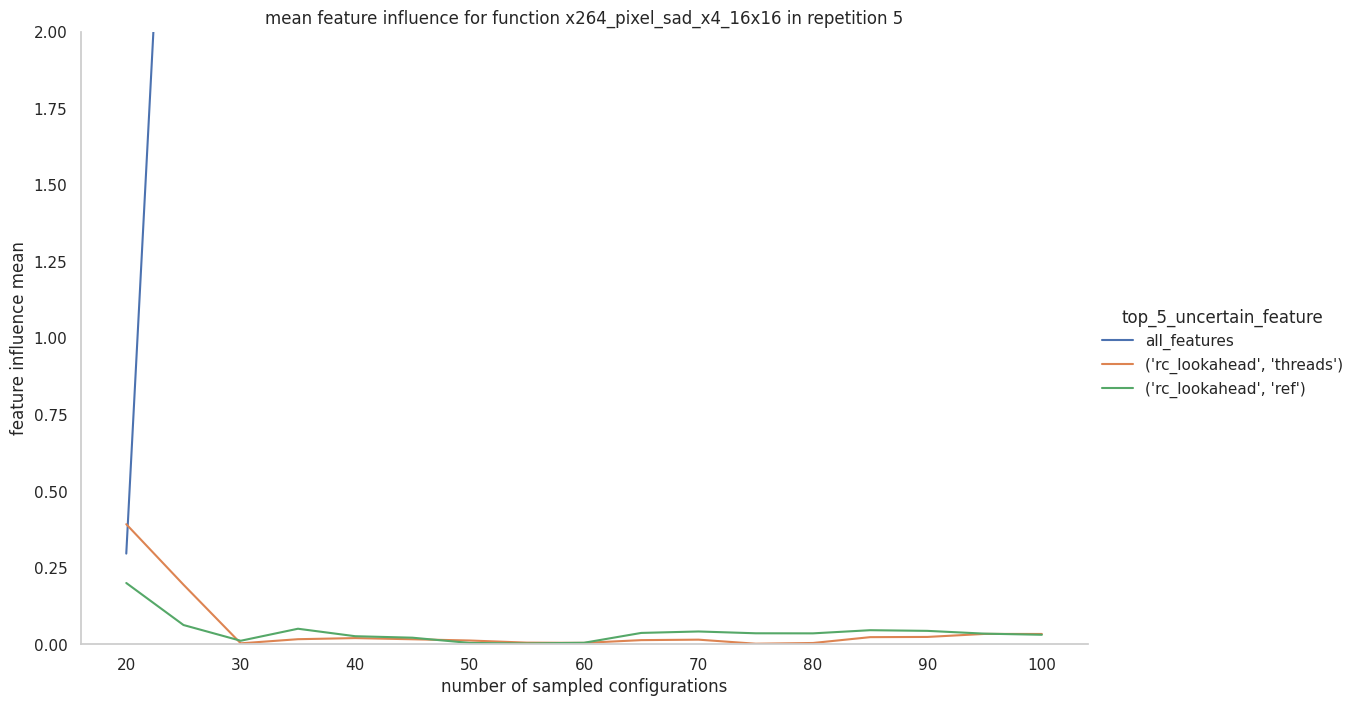 mean feature influence for function x264_pixel_sad_x4_16x16 in repetition 5
2.00
1.75
1.50
1.25
1.00
0.75
0.50
0.25
0.00
feature influence mean
20 30 40 50 60 70 80 90 100
number of sampled configurations
top_5_uncertain_feature
all_features
('rc_lookahead', 'threads')
('rc_lookahead', 'ref')